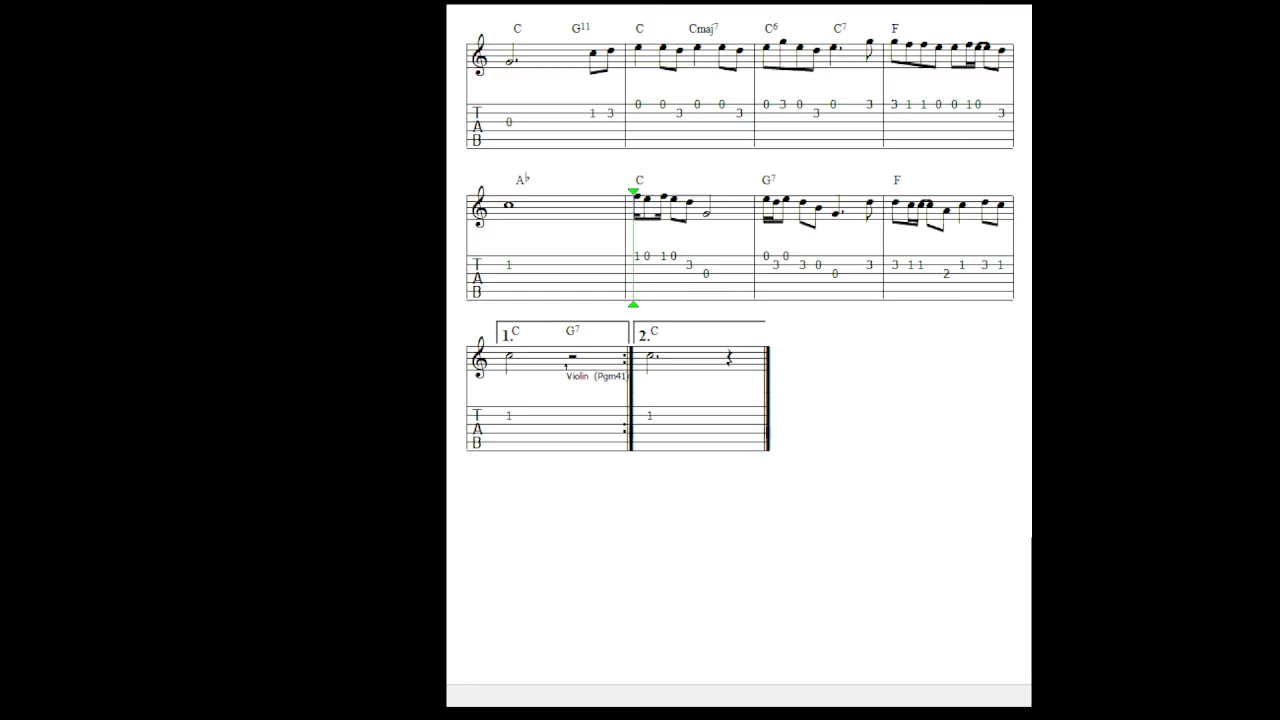 C G11 C Cmaj7 C6 C7 F
0 0 0 0 0 3 0 0 3 3 1 1 0 0 1 0
1 3 3 3 3 3
0
T
A
B
A♭ C G7 F
1 0 1 0 0 0
1 3 3 3 0 3 3 1 1 1 3 1
0 0 2
T
A
B
1. C G7 2. C
Violin (Pgm41)
1 1
T
A
B